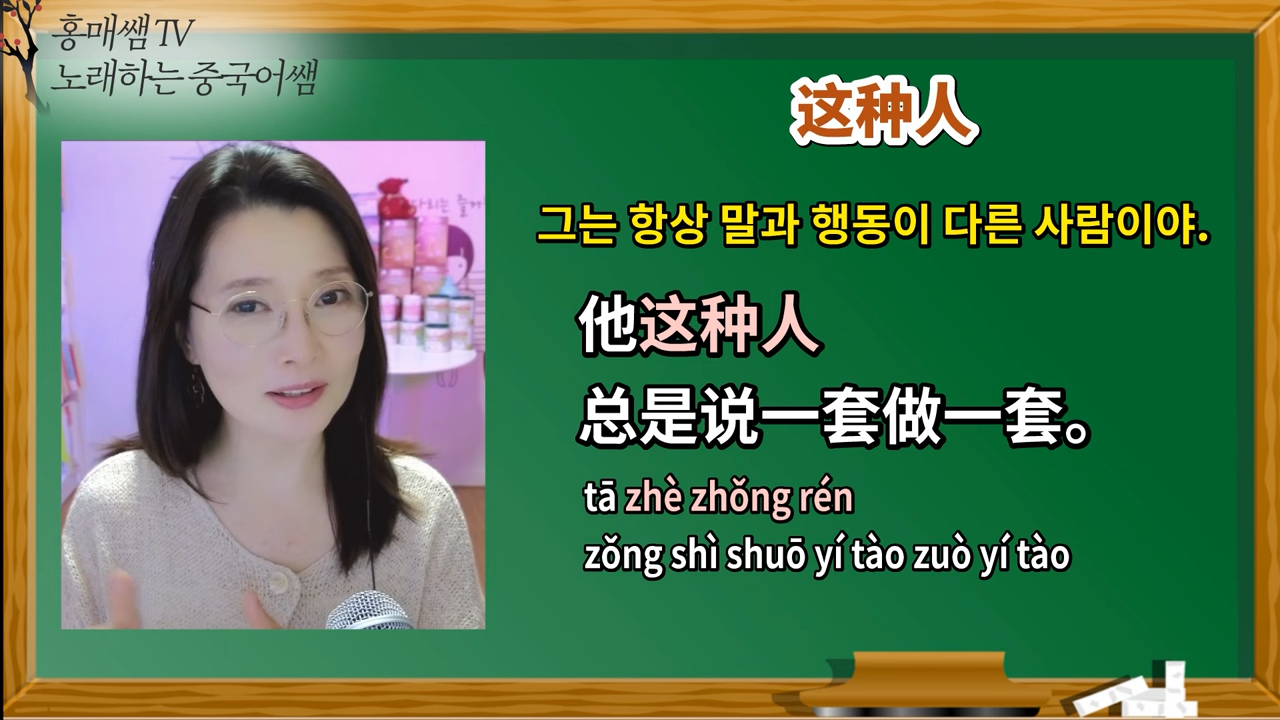 홍매쌤 TV
노래하는 중국어쌤
这种人
그는 항상 말과 행동이 다른 사람이야.
他这种人
总是说一套做一套。
tā zhè zhǒng rén
zǒng shì shuō yí tào zuò yí tào